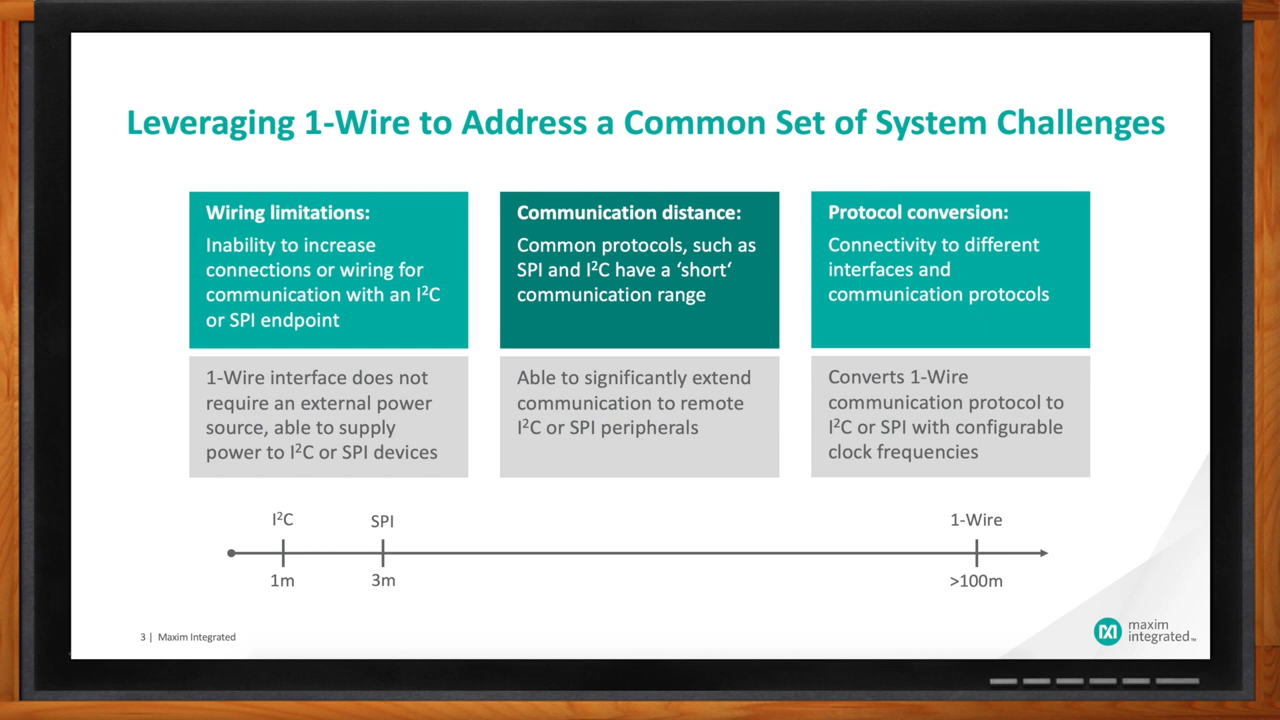 Leveraging 1-Wire to Address a Common Set of System Challenges
Wiring limitations:
Inability to increase
connections or wiring for
communication with an I²C
or SPI endpoint
Communication distance:
Common protocols, such as
SPI and I²C have a ‘short‘
communication range
Protocol conversion:
Connectivity to different
interfaces and
communication protocols
1-Wire interface does not
require an external power
source, able to supply
power to I²C or SPI devices
Able to significantly extend
communication to remote
I²C or SPI peripherals
Converts 1-Wire
communication protocol to
I²C or SPI with configurable
clock frequencies
I²C
SPI
1-Wire
1m
3m
>100m
3 | Maxim Integrated
maxim
integrated™